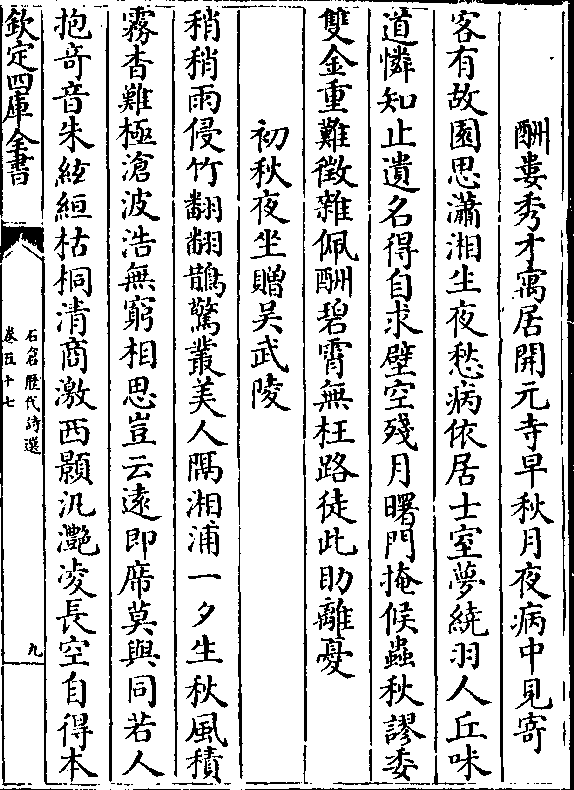 酬婁秀才寓居開元寺早秋月夜病中見寄
客有故園思瀟湘生夜愁病依居士室夢繞羽人丘味
道憐知止遺名得自求壁空殘月曙門掩候蟲秋謬委
雙金重難徵雜佩酬碧霄無枉路徒此助離憂
初秋夜坐贈吳武陵
稍稍雨侵竹翻翻鵲驚叢美人隔湘浦一夕生秋風積
霧杳難極滄波浩無窮相思豈云遠即席莫與同若人
抱奇音朱絃緪枯桐清商激西顥汎灧凌長空自得本
欽定四庫全書
石倉歷代詩選
卷五十七
九